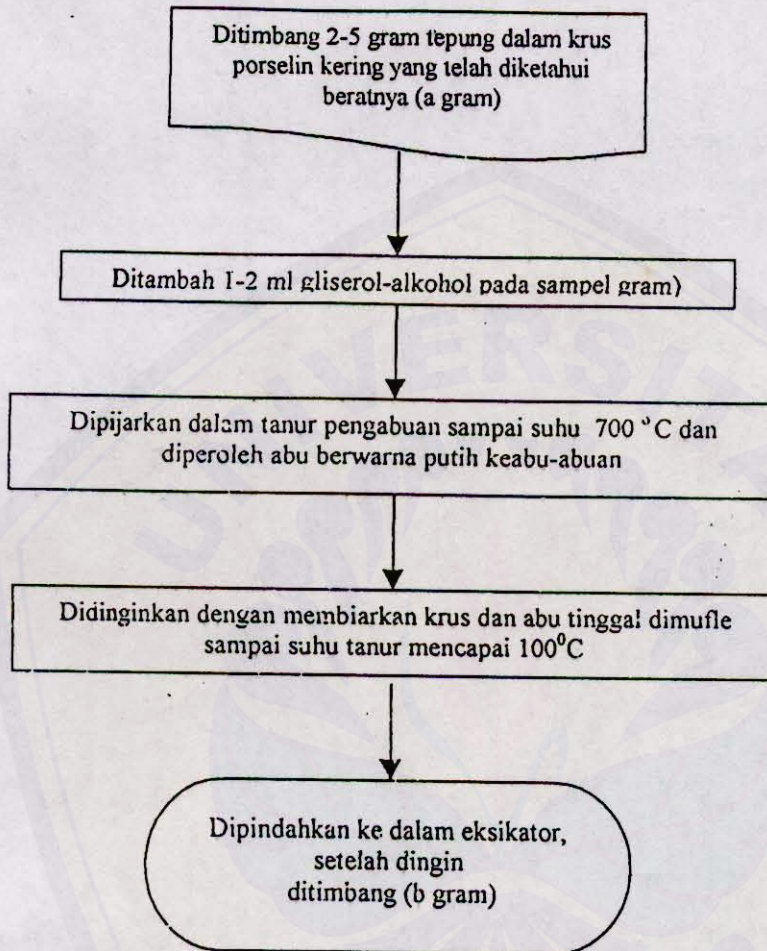 Ditimbang 2-5 gram tepung dalam krus
porselin kering yang telah diketahui
beratnya (a gram)
Ditambah 1-2 ml gliserol-alkohol pada sampel gram)
Dipijarkan dalam tanur pengabuan sampai suhu 700 °C dan
diperoleh abu berwarna putih keabu-abuan
Didinginkan dengan membiarkan krus dan abu tinggal dimufle
sampai suhu tanur mencapai 100⁰C
Dipindahkan ke dalam eksikator,
setelah dingin
ditimbang (b gram)